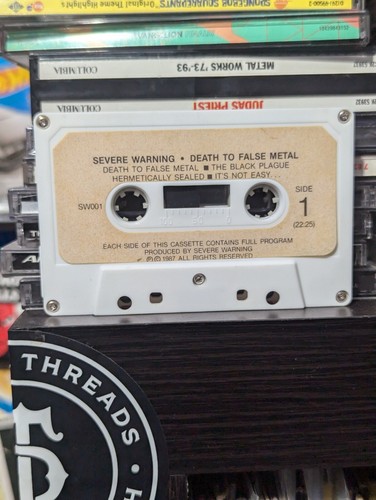 SPONGEBOB SQUAREPANTS Original Theme Highlights
COLUMBIA METAL WORKS '73-'93
COLUMBIA JUDAS PRIEST
SEVERE WARNING • DEATH TO FALSE METAL
DEATH TO FALSE METAL ■ THE BLACK PLAGUE
HERMETICALLY SEALED ■ IT'S NOT EASY...
SW001
SIDE
1
(22:25)
EACH SIDE OF THIS CASSETTE CONTAINS FULL PROGRAM
PRODUCED BY SEVERE WARNING
℗ © 1987 ALL RIGHTS RESERVED
THREADS • H